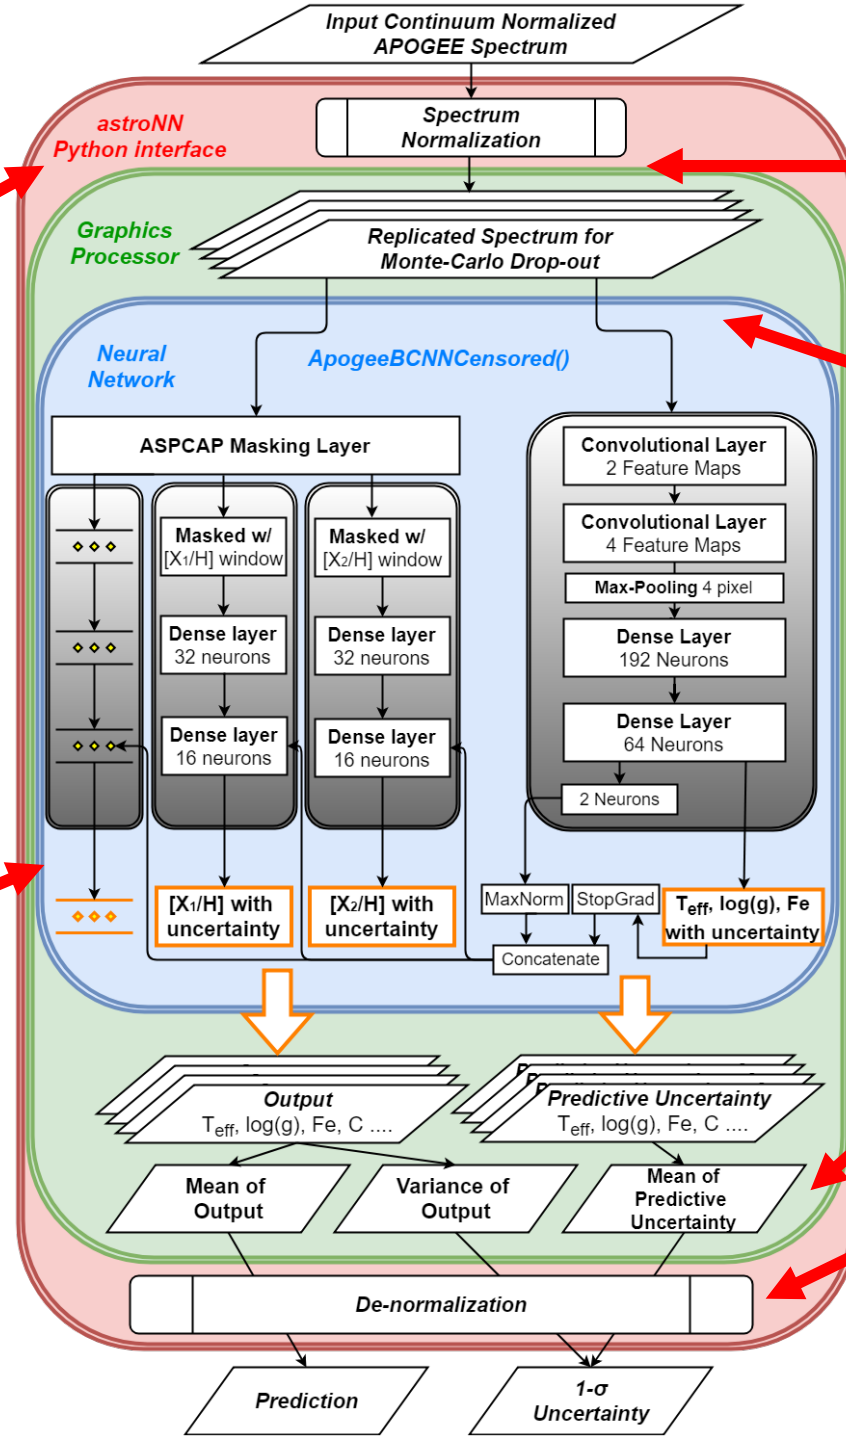 Input Continuum Normalized
APOGEE Spectrum
astroNN
Python interface
Spectrum
Normalization
Graphics
Processor
Replicated Spectrum for
Monte-Carlo Drop-out
Neural
Network
ApogeeBCNNCensored()
ASPCAP Masking Layer
Masked w/
[X₁/H] window
Dense layer
32 neurons
Dense layer
16 neurons
[X₁/H] with
uncertainty
Masked w/
[X₂/H] window
Dense layer
32 neurons
Dense layer
16 neurons
[X₂/H] with
uncertainty
Convolutional Layer
2 Feature Maps
Convolutional Layer
4 Feature Maps
Max-Pooling 4 pixel
Dense Layer
192 Neurons
Dense Layer
64 Neurons
2 Neurons
MaxNorm
StopGrad
Concatenate
T_eff, log(g), Fe
with uncertainty
Output
T_eff, log(g), Fe, C ....
Predictive Uncertainty
T_eff, log(g), Fe, C ....
Mean of
Output
Variance of
Output
Mean of
Predictive
Uncertainty
De-normalization
Prediction
1-σ
Uncertainty